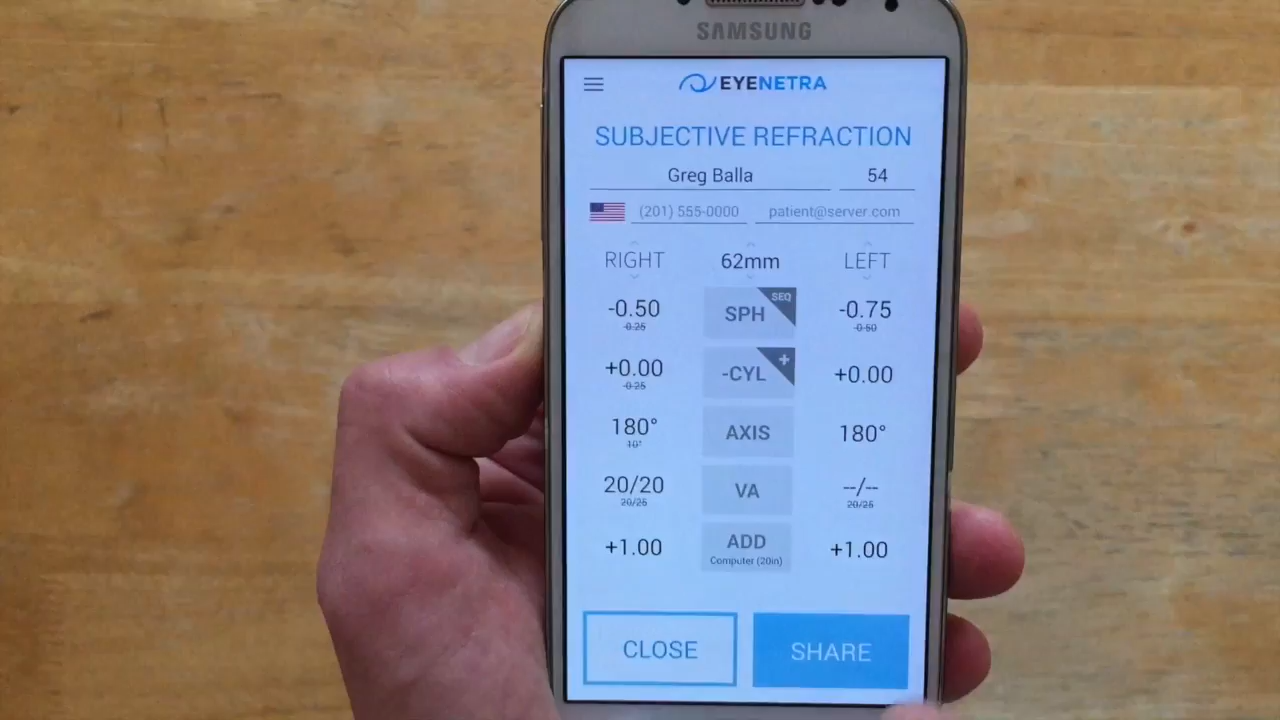 SAMSUNG
EYENETRA
SUBJECTIVE REFRACTION
Greg Balla 54
(201) 555-0000 patient@server.com
RIGHT 62mm LEFT
-0.50 SPH SEQ -0.75
-0.25 -0.50
+0.00 -CYL + +0.00
-0.25
180° AXIS 180°
10°
20/20 VA --/--
20/25 20/25
+1.00 ADD +1.00
Computer (20in)
CLOSE SHARE